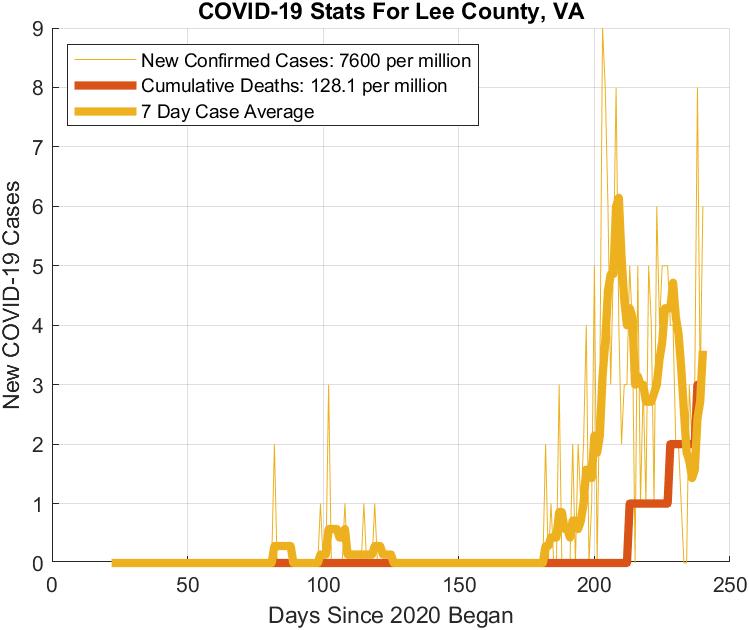 COVID-19 Stats For Lee County, VA
New Confirmed Cases: 7600 per million
Cumulative Deaths: 128.1 per million
7 Day Case Average
New COVID-19 Cases
9
8
7
6
5
4
3
2
1
0
0 50 100 150 200 250
Days Since 2020 Began